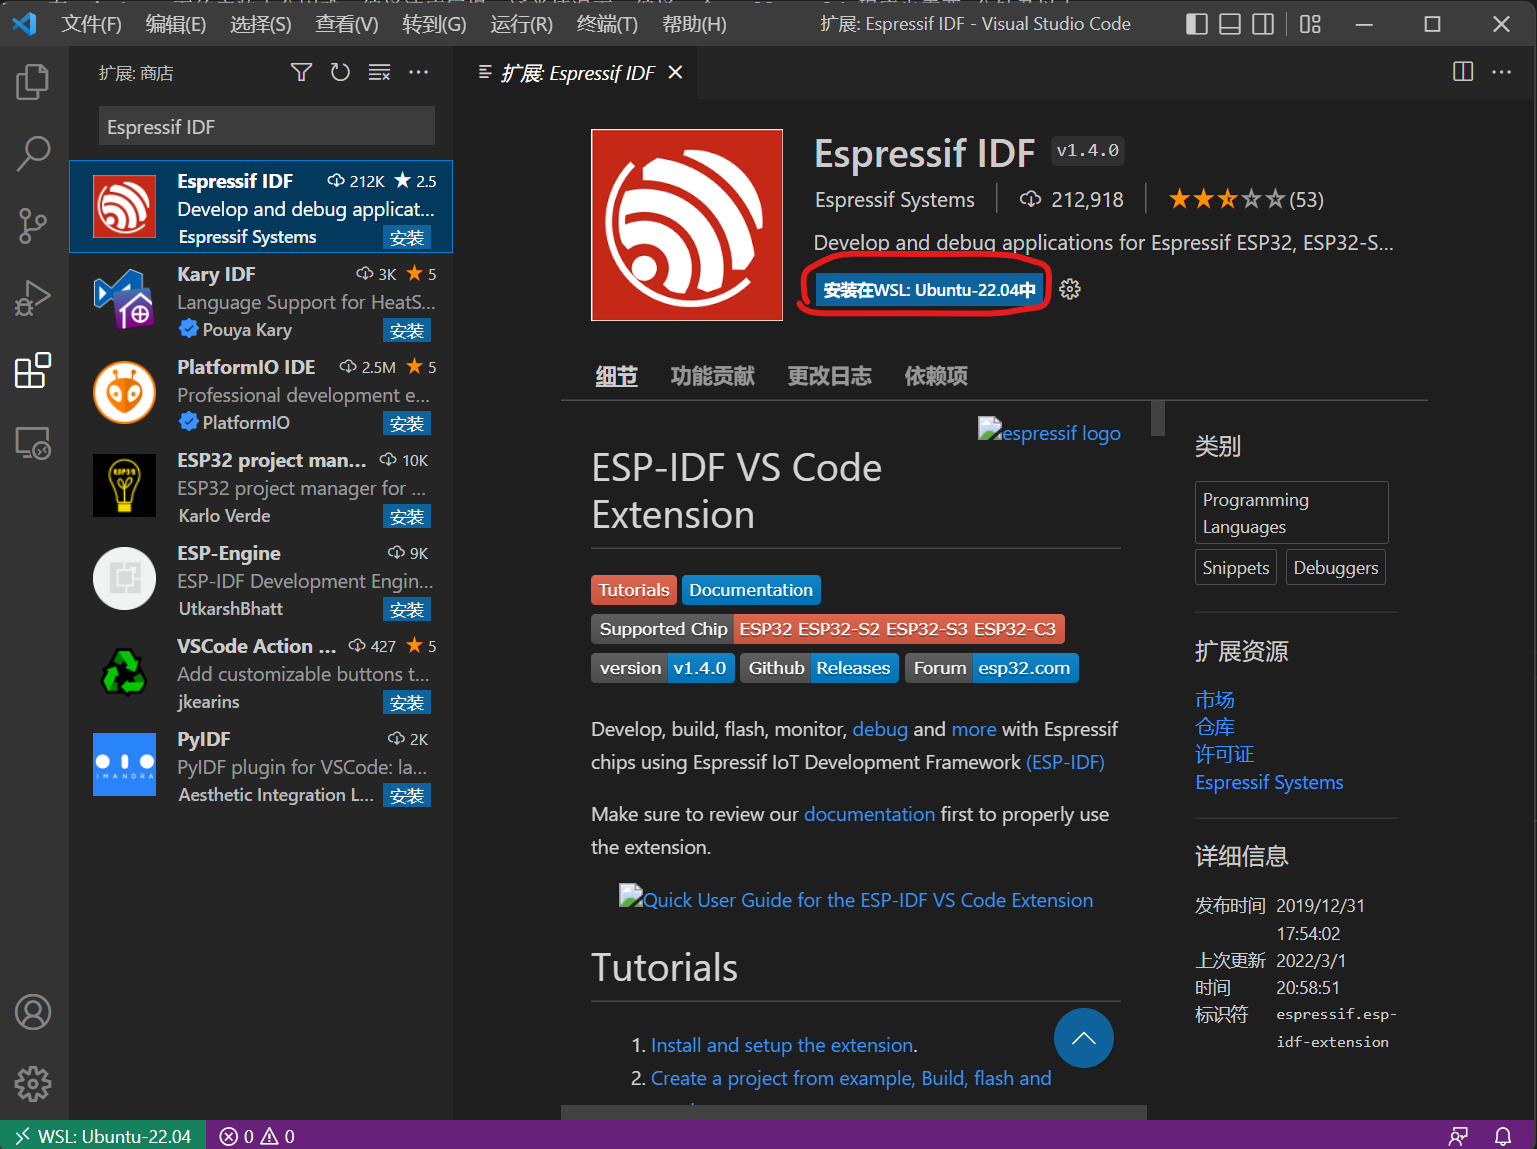 文件(F) 编辑(E) 选择(S) 查看(V) 转到(G) 运行(R) 终端(T) 帮助(H) 扩展: Espressif IDF - Visual Studio Code
扩展: 商店
扩展: Espressif IDF
Espressif IDF
Espressif IDF 212K 2.5
Develop and debug applicat...
Espressif Systems 安装
Kary IDF 3K 5
Language Support for HeatS...
Pouya Kary 安装
PlatformIO IDE 2.5M 5
Professional development e...
PlatformIO 安装
ESP32 project man... 10K
ESP32 project manager for ...
Karlo Verde 安装
ESP-Engine 9K
ESP-IDF Development Engin...
UtkarshBhatt 安装
VSCode Action ... 427 5
Add customizable buttons t...
jkearins 安装
PyIDF 2K
PyIDF plugin for VSCode: la...
Aesthetic Integration L... 安装
IMANDRA
Espressif IDF v1.4.0
Espressif Systems 212,918 (53)
Develop and debug applications for Espressif ESP32, ESP32-S...
安装在WSL: Ubuntu-22.04中
细节 功能贡献 更改日志 依赖项
espressif logo
ESP-IDF VS Code
Extension
Tutorials Documentation
Supported Chip ESP32 ESP32-S2 ESP32-S3 ESP32-C3
version v1.4.0 Github Releases Forum esp32.com
Develop, build, flash, monitor, debug and more with Espressif
chips using Espressif IoT Development Framework (ESP-IDF)
Make sure to review our documentation first to properly use
the extension.
Quick User Guide for the ESP-IDF VS Code Extension
Tutorials
1. Install and setup the extension.
2. Create a project from example, Build, flash and
类别
Programming
Languages
Snippets Debuggers
扩展资源
市场
仓库
许可证
Espressif Systems
详细信息
发布时间 2019/12/31
17:54:02
上次更新 2022/3/1
时间 20:58:51
标识符 espressif.esp-
idf-extension
WSL: Ubuntu-22.04 0 0